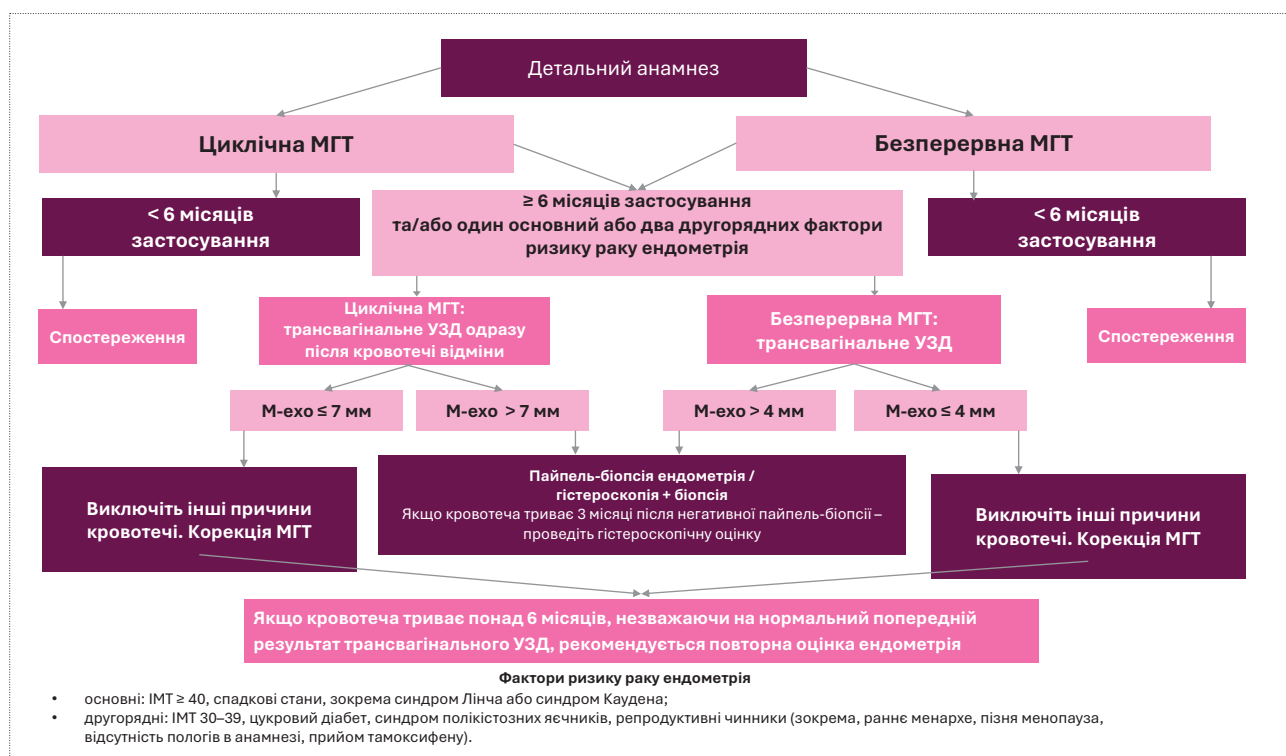 Детальний анамнез
Циклічна МГТ
Безперервна МГТ
< 6 місяців
застосування
≥ 6 місяців застосування
та/або один основний або два другорядних фактори
ризику раку ендометрія
< 6 місяців
застосування
Спостереження
Циклічна МГТ:
трансвагінальне УЗД одразу
після кровотечі відміни
Безперервна МГТ:
трансвагінальне УЗД
Спостереження
М-ехо ≤ 7 мм
М-ехо > 7 мм
М-ехо > 4 мм
М-ехо ≤ 4 мм
Виключіть інші причини
кровотечі. Корекція МГТ
Пайпель-біопсія ендометрія /
гістероскопія + біопсія
Якщо кровотеча триває 3 місяці після негативної пайпель-біопсії –
проведіть гістероскопічну оцінку
Виключіть інші причини
кровотечі. Корекція МГТ
Якщо кровотеча триває понад 6 місяців, незважаючи на нормальний попередній
результат трансвагінального УЗД, рекомендується повторна оцінка ендометрія
Фактори ризику раку ендометрія
• основні: ІМТ ≥ 40, спадкові стани, зокрема синдром Лінча або синдром Каудена;
• другорядні: ІМТ 30–39, цукровий діабет, синдром полікістозних яєчників, репродуктивні чинники (зокрема, раннє менархе, пізня менопауза,
відсутність пологів в анамнезі, прийом тамоксифену).